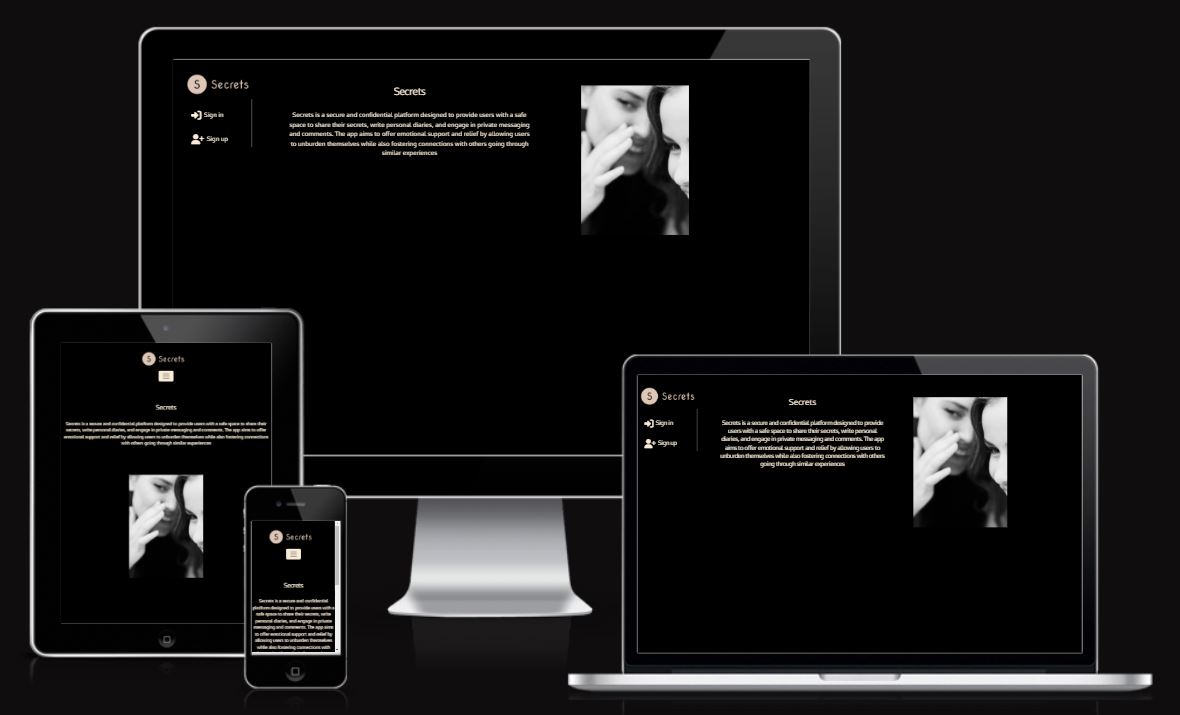 S Secrets
Sign in
Sign up
Secrets
Secrets is a secure and confidential platform designed to provide users with a safe
space to share their secrets, write personal diaries, and engage in private messaging
and comments. The app aims to offer emotional support and relief by allowing users
to unburden themselves while also fostering connections with others going through
similar experiences
S Secrets
Secrets
Secrets is a secure and confidential platform designed to provide users with a safe space to share their
secrets, write personal diaries, and engage in private messaging and comments. The app aims to offer
emotional support and relief by allowing users to unburden themselves while also fostering connections
with others going through similar experiences
S Secrets
Secrets
Secrets is a secure and confidential
platform designed to provide users with a
safe space to share their secrets, write
personal diaries, and engage in private
messaging and comments. The app aims
to offer emotional support and relief by
allowing users to unburden themselves
while also fostering connections with
S Secrets
Sign in
Sign up
Secrets
Secrets is a secure and confidential platform designed to provide
users with a safe space to share their secrets, write personal
diaries, and engage in private messaging and comments. The app
aims to offer emotional support and relief by allowing users to
unburden themselves while also fostering connections with others
going through similar experiences